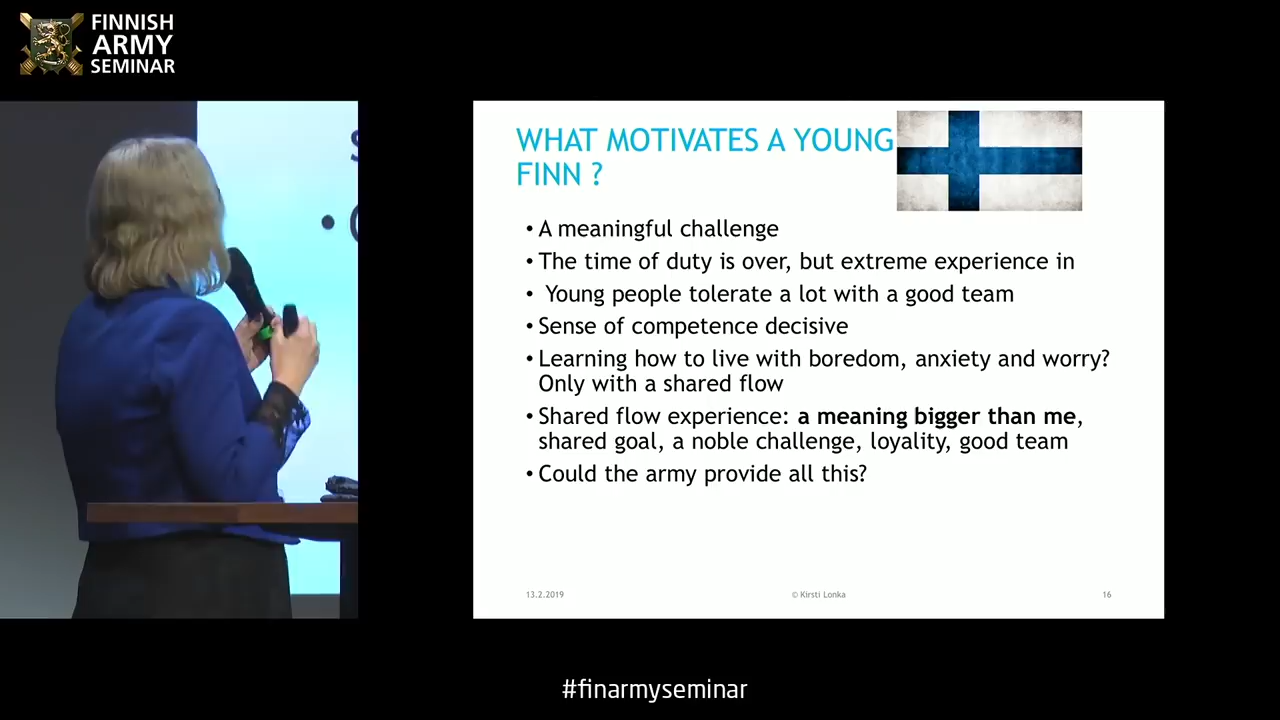 FINNISH
ARMY
SEMINAR
WHAT MOTIVATES A YOUNG
FINN ?
• A meaningful challenge
• The time of duty is over, but extreme experience in
• Young people tolerate a lot with a good team
• Sense of competence decisive
• Learning how to live with boredom, anxiety and worry?
Only with a shared flow
• Shared flow experience: a meaning bigger than me,
shared goal, a noble challenge, loyality, good team
• Could the army provide all this?
13.2.2019
© Kirsti Lonka
16
#finarmyseminar